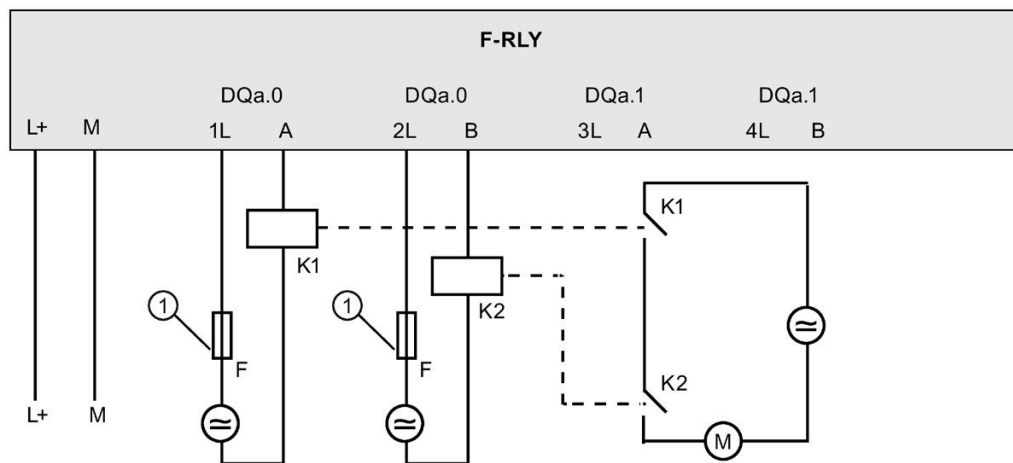 F-RLY
DQa.0 DQa.0 DQa.1 DQa.1
L+ M 1L A 2L B 3L A 4L B
K1 K1
K2
1 1
F F
K2
L+ M
M